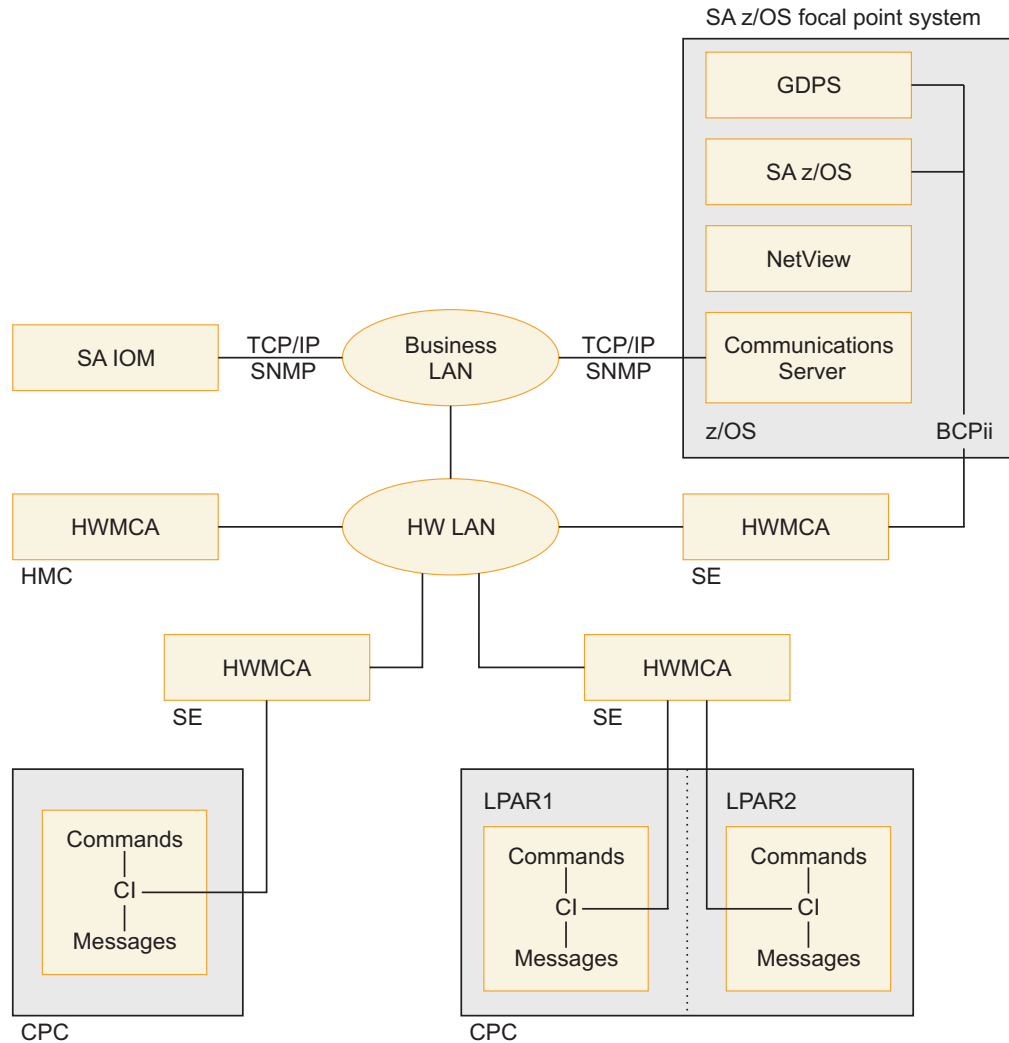 SA z/OS focal point system
GDPS
SA z/OS
NetView
Communications
Server
z/OS
BCPii
SA IOM
TCP/IP
SNMP
Business
LAN
TCP/IP
SNMP
HWMCA
HMC
HW LAN
HWMCA
SE
HWMCA
SE
HWMCA
SE
Commands
CI
Messages
CPC
LPAR1
Commands
CI
Messages
LPAR2
Commands
CI
Messages
CPC